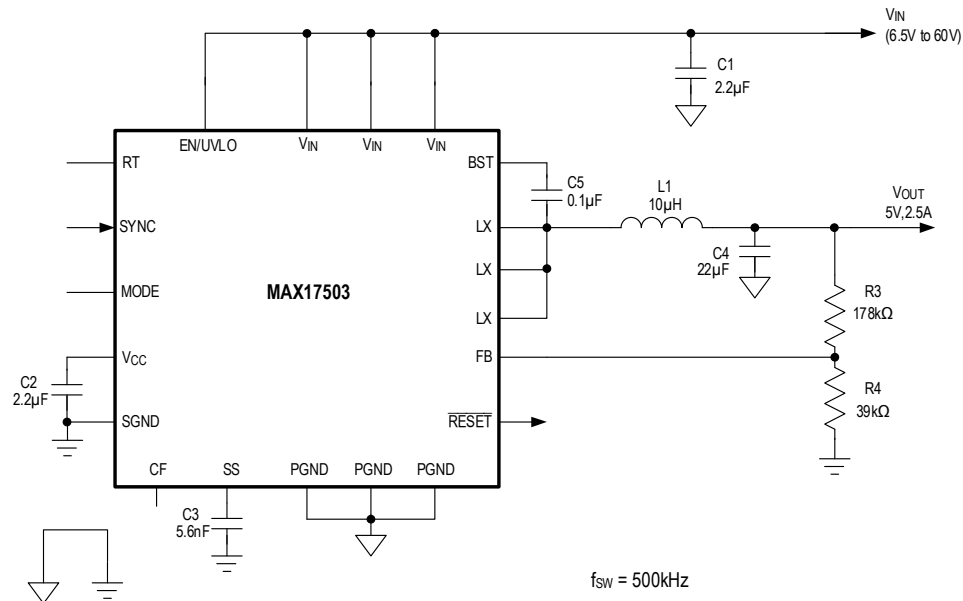 VIN
(6.5V to 60V)
C1
2.2µF
EN/UVLO
VIN
VIN
VIN
RT
BST
C5
0.1µF
L1
10µH
VOUT
5V,2.5A
SYNC
LX
C4
22µF
LX
MODE
MAX17503
R3
178kΩ
LX
VCC
FB
C2
2.2µF
R4
39kΩ
SGND
RESET
CF
SS
PGND
PGND
PGND
C3
5.6nF
fSW = 500kHz